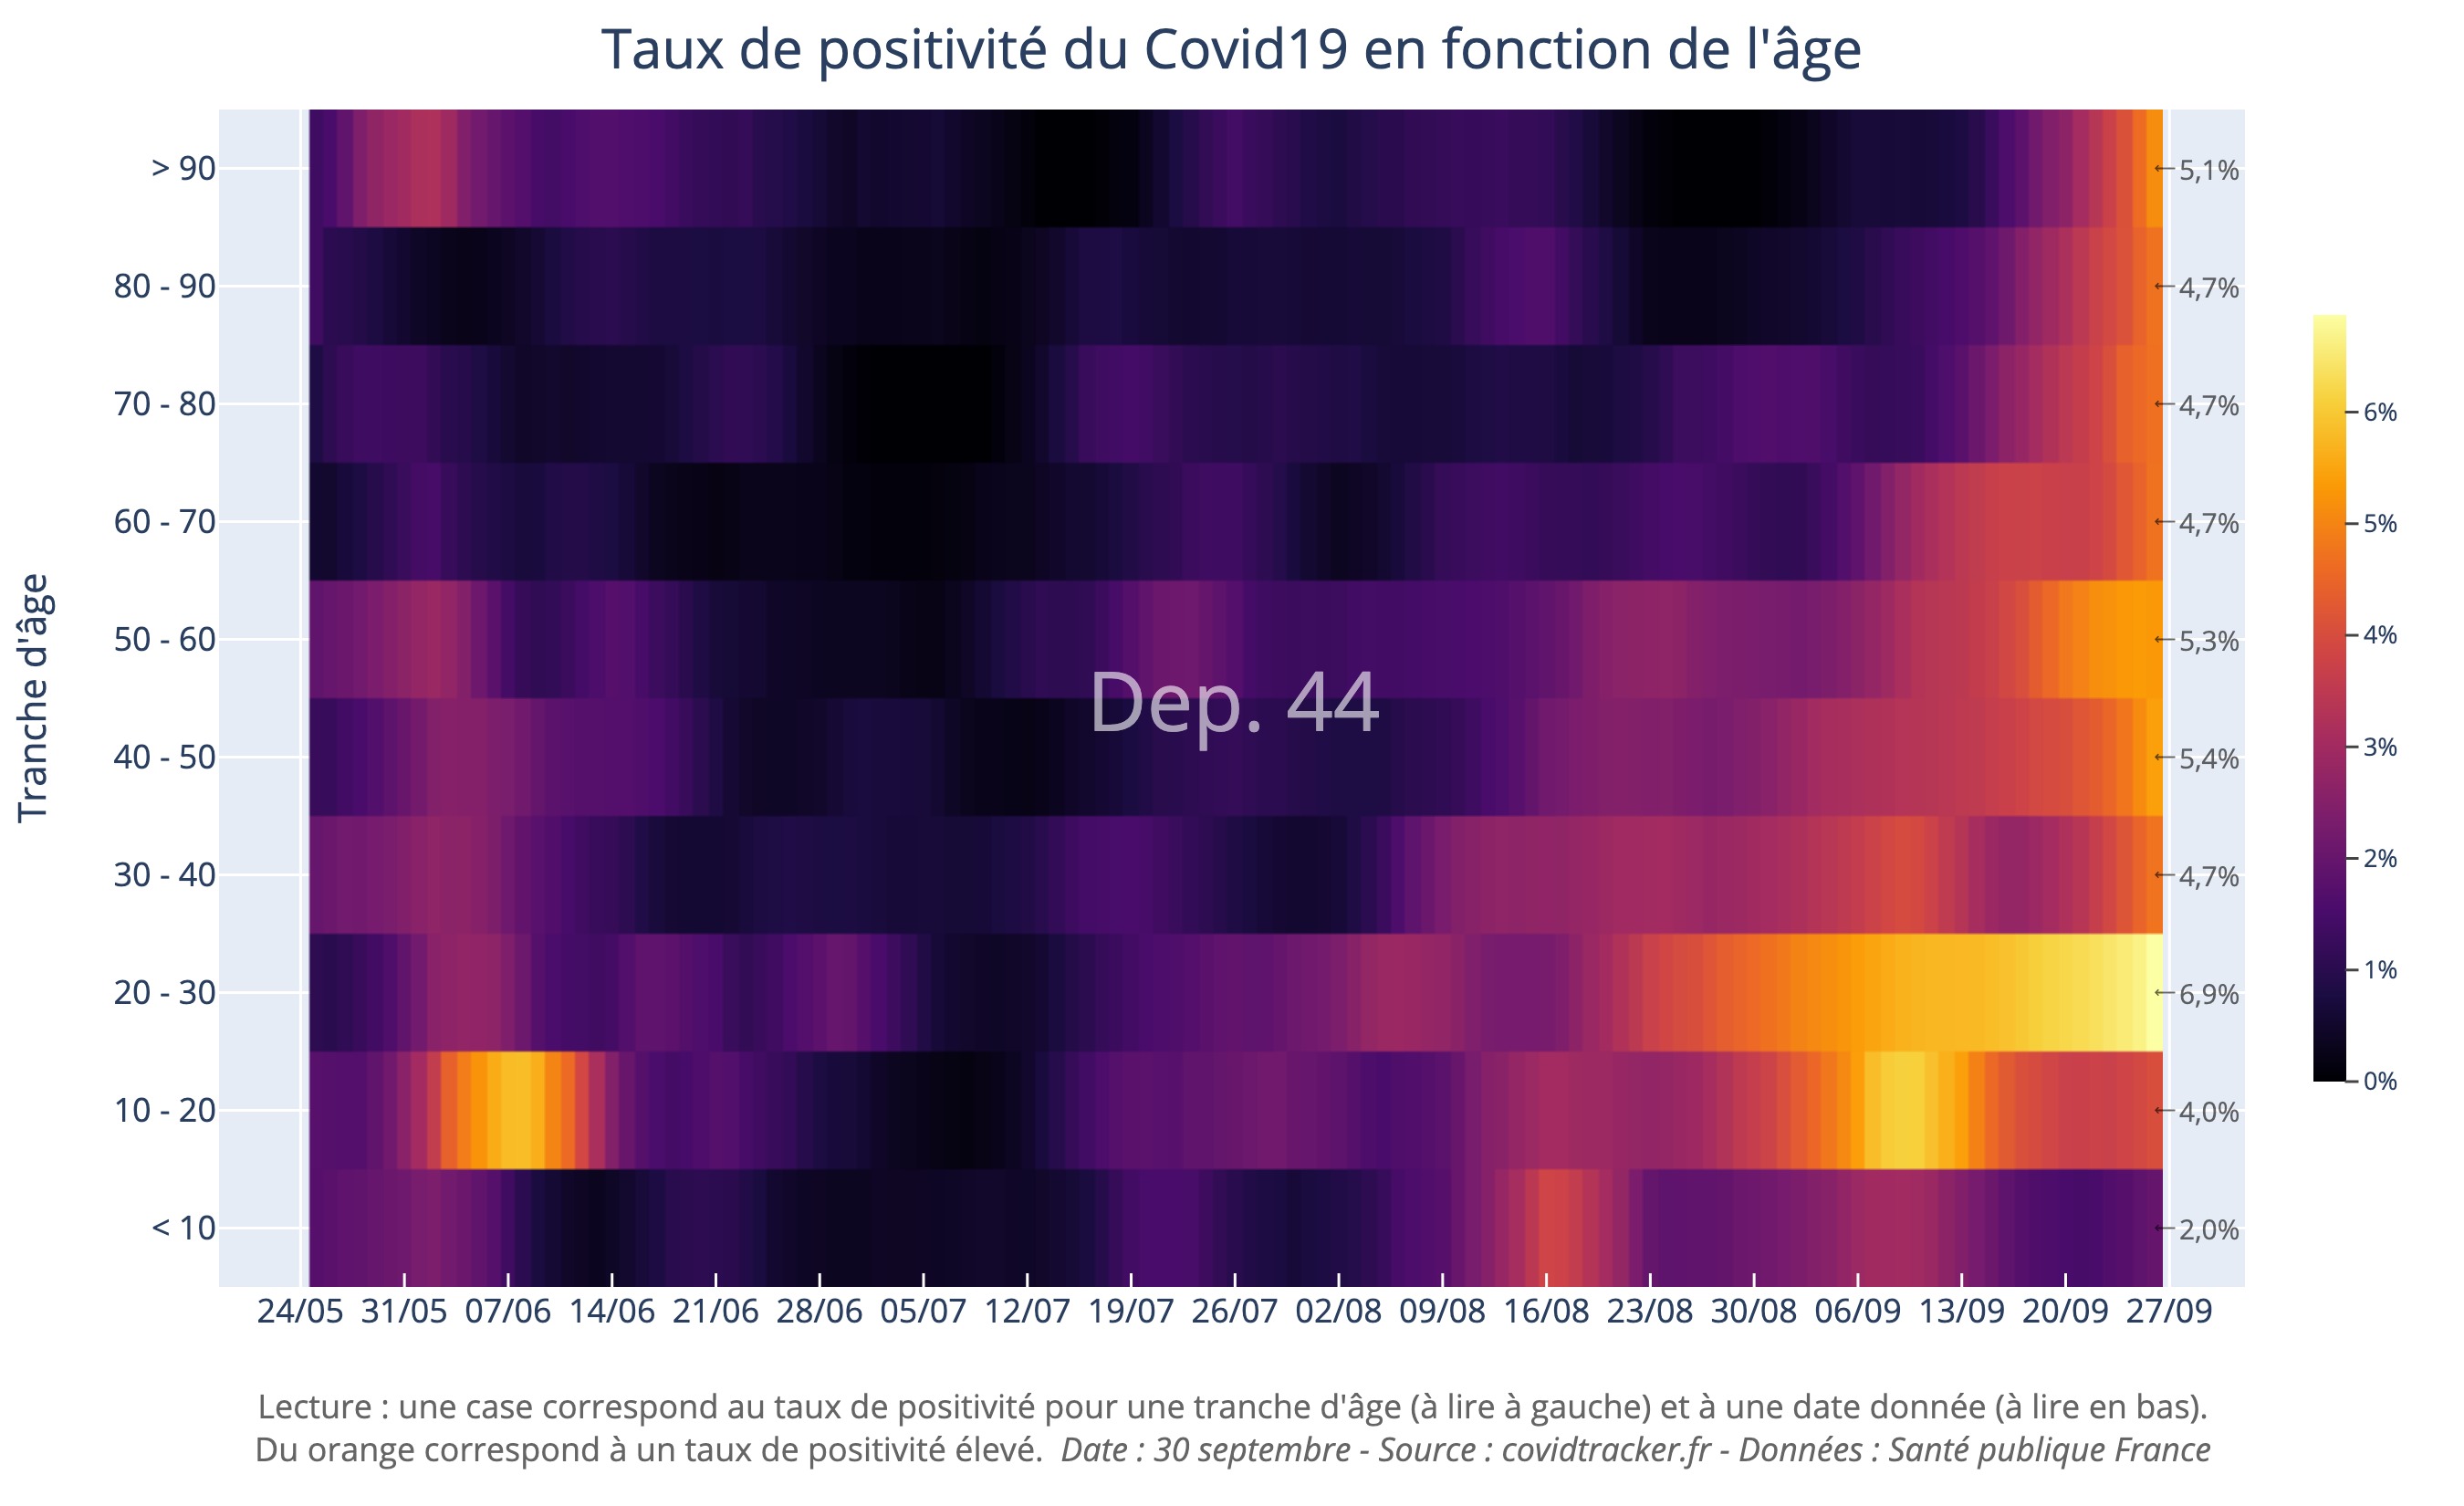 Taux de positivité du Covid19 en fonction de l'âge
Tranche d'âge
> 90
80 - 90
70 - 80
60 - 70
50 - 60
40 - 50
30 - 40
20 - 30
10 - 20
< 10
Dep. 44
5,1%
4,7%
4,7%
4,7%
5,3%
5,4%
4,7%
6,9%
4,0%
2,0%
6%
5%
4%
3%
2%
1%
0%
24/05 31/05 07/06 14/06 21/06 28/06 05/07 12/07 19/07 26/07 02/08 09/08 16/08 23/08 30/08 06/09 13/09 20/09 27/09
Lecture : une case correspond au taux de positivité pour une tranche d'âge (à lire à gauche) et à une date donnée (à lire en bas).
Du orange correspond à un taux de positivité élevé. Date : 30 septembre - Source : covidtracker.fr - Données : Santé publique France